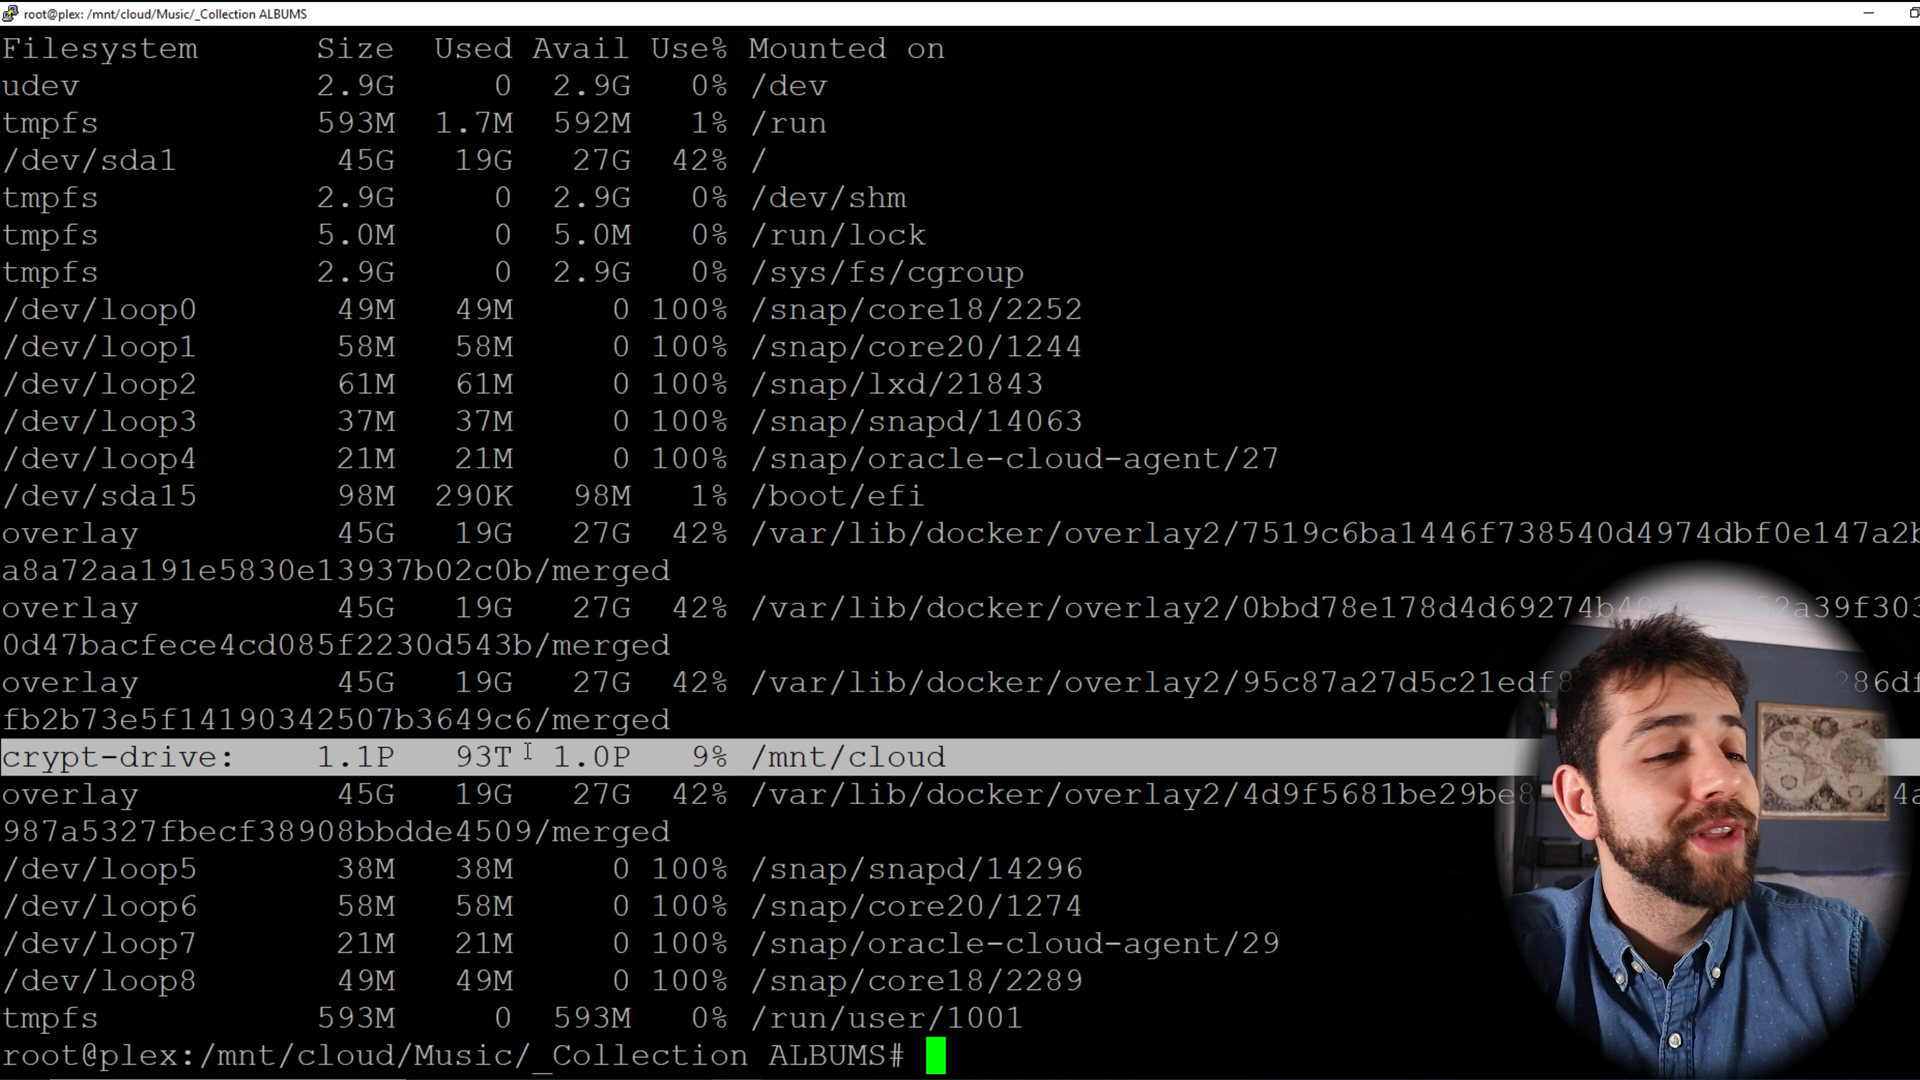 root@plex: /mnt/cloud/Music/_Collection ALBUMS
Filesystem Size Used Avail Use% Mounted on
udev 2.9G 0 2.9G 0% /dev
tmpfs 593M 1.7M 592M 1% /run
/dev/sda1 45G 19G 27G 42% /
tmpfs 2.9G 0 2.9G 0% /dev/shm
tmpfs 5.0M 0 5.0M 0% /run/lock
tmpfs 2.9G 0 2.9G 0% /sys/fs/cgroup
/dev/loop0 49M 49M 0 100% /snap/core18/2252
/dev/loop1 58M 58M 0 100% /snap/core20/1244
/dev/loop2 61M 61M 0 100% /snap/lxd/21843
/dev/loop3 37M 37M 0 100% /snap/snapd/14063
/dev/loop4 21M 21M 0 100% /snap/oracle-cloud-agent/27
/dev/sda15 98M 290K 98M 1% /boot/efi
overlay 45G 19G 27G 42% /var/lib/docker/overlay2/7519c6ba1446f738540d4974dbf0e147a2b
a8a72aa191e5830e13937b02c0b/merged
overlay 45G 19G 27G 42% /var/lib/docker/overlay2/0bbd78e178d4d69274b
0d47bacfece4cd085f2230d543b/merged
overlay 45G 19G 27G 42% /var/lib/docker/overlay2/95c87a27d5c21edf8 286df
fb2b73e5f14190342507b3649c6/merged
crypt-drive: 1.1P 93T 1.0P 9% /mnt/cloud
overlay 45G 19G 27G 42% /var/lib/docker/overlay2/4d9f5681be29be8 4a
987a5327fbecf38908bbdde4509/merged
/dev/loop5 38M 38M 0 100% /snap/snapd/14296
/dev/loop6 58M 58M 0 100% /snap/core20/1274
/dev/loop7 21M 21M 0 100% /snap/oracle-cloud-agent/29
/dev/loop8 49M 49M 0 100% /snap/core18/2289
tmpfs 593M 0 593M 0% /run/user/1001
root@plex:/mnt/cloud/Music/_Collection ALBUMS#